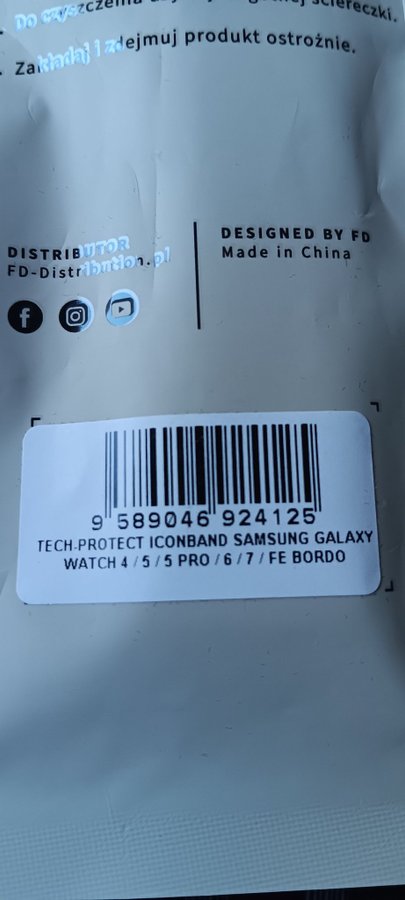 Do czyszczenia
ściereczki.
Zakładaj i zdejmuj produkt ostrożnie.
DISTRIBUTOR
FD-Distribution.pl
DESIGNED BY FD
Made in China
9 589046 924125
TECH-PROTECT ICONBAND SAMSUNG GALAXY
WATCH 4 / 5 / 5 PRO / 6 / 7 / FE BORDO